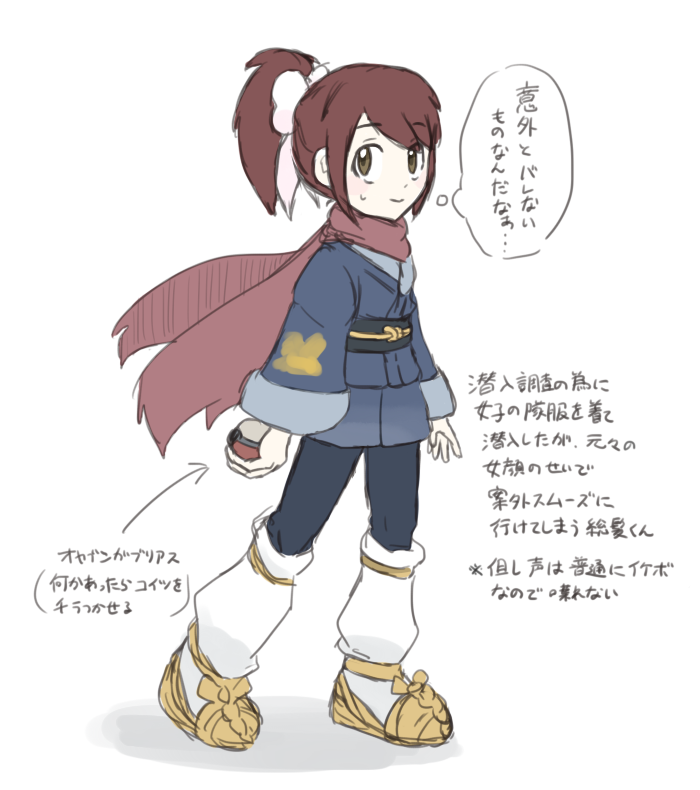 意外とバレない
ものなんだなぁ…
潜入調査の為に
女子の隊服を着て
潜入したが、元々の
女顔のせいで
案外スムーズに
行けてしまう総髪くん
※但し声は普通にイケボ
なので喋れない
オヤブンガブリアス
(何かあったらコイツを
チラつかせる)